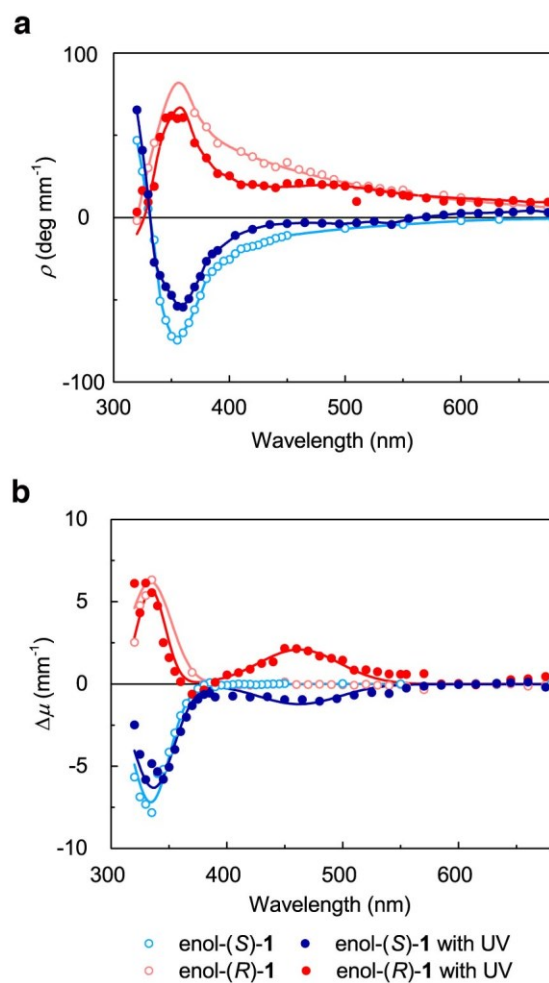 a
100
0
-100
ρ (deg mm⁻¹)
300 400 500 600
Wavelength (nm)
b
10
5
0
-5
-10
Δμ (mm⁻¹)
300 400 500 600
Wavelength (nm)
enol-(S)-1 enol-(S)-1 with UV
enol-(R)-1 enol-(R)-1 with UV